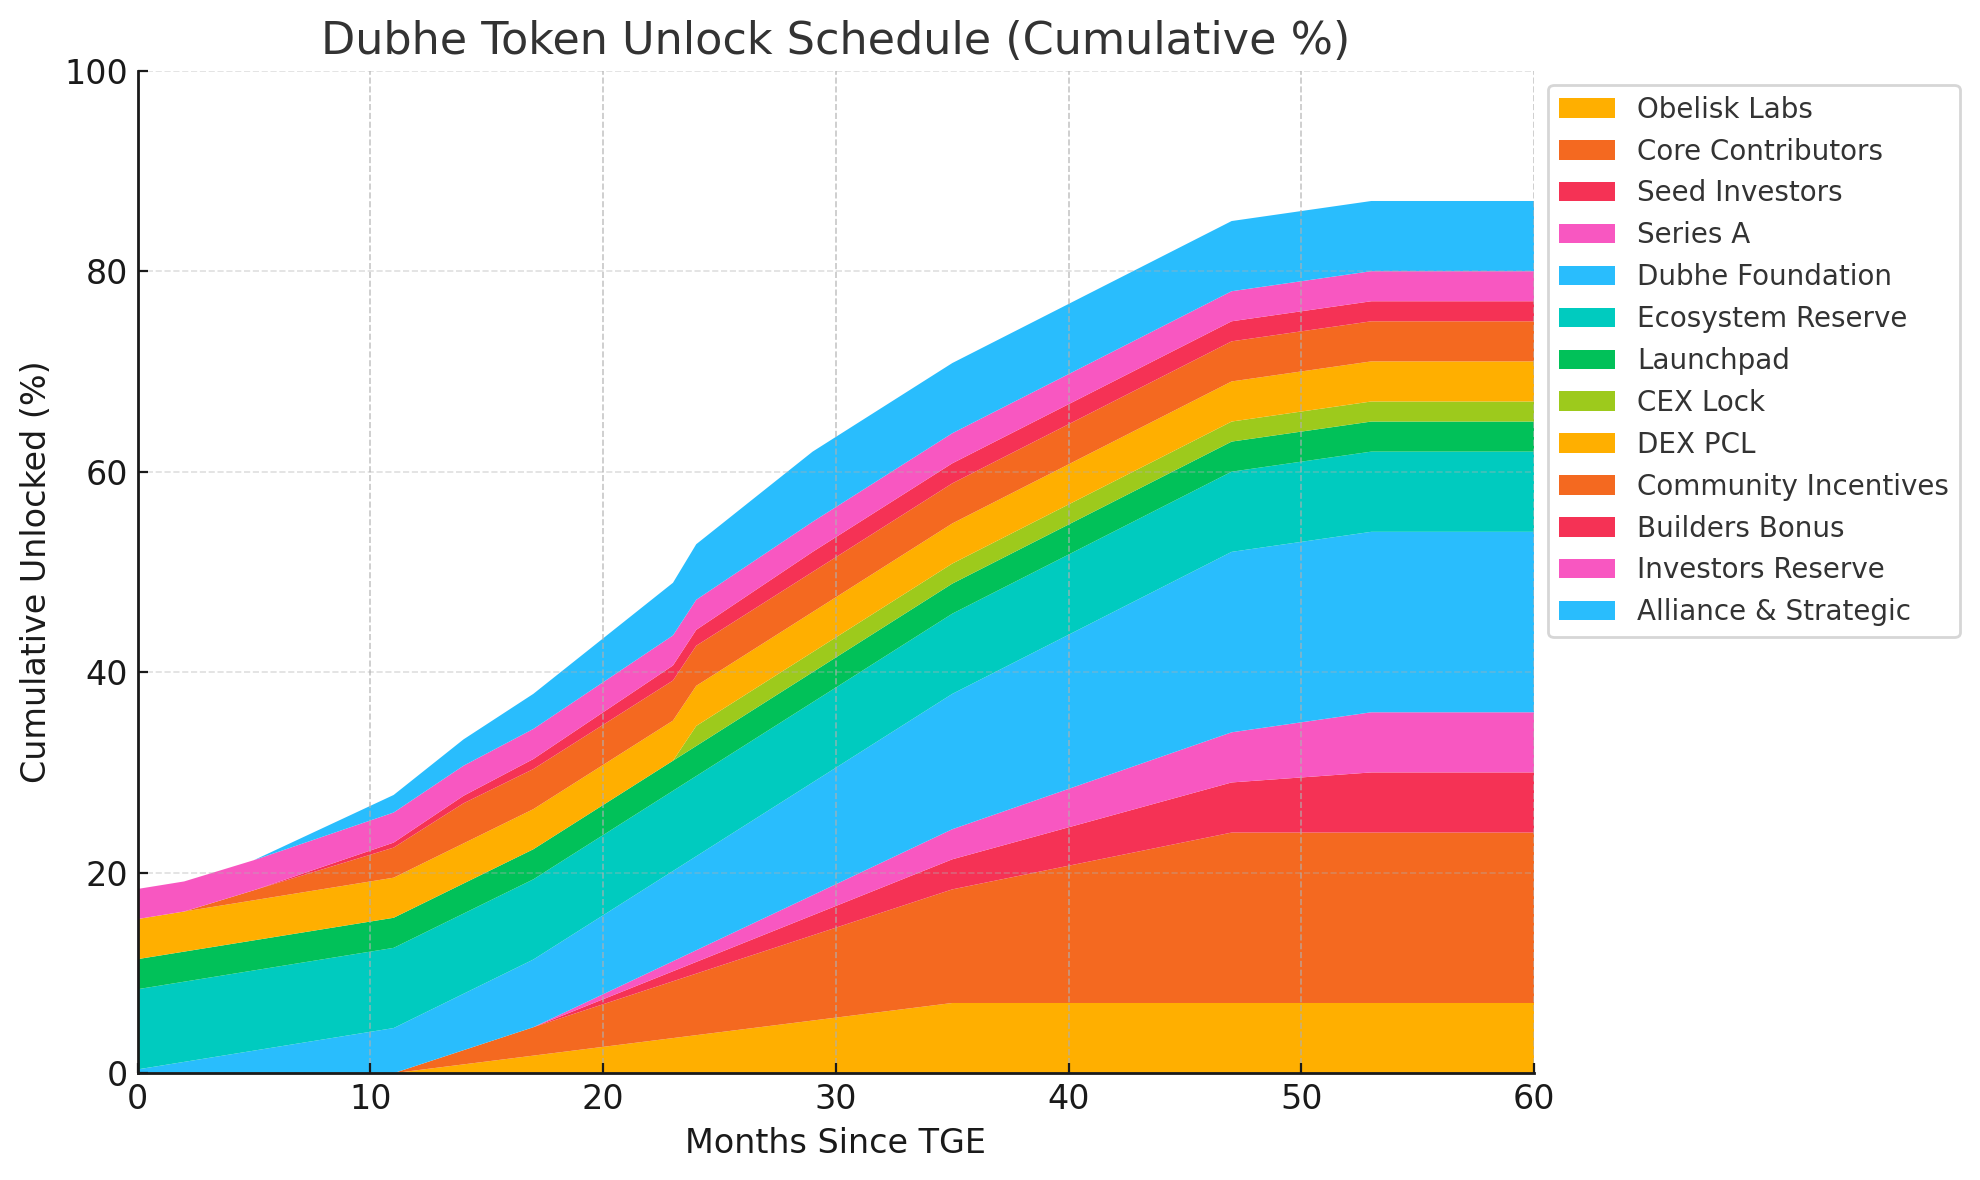 Dubhe Token Unlock Schedule (Cumulative %)
Cumulative Unlocked (%)
100
80
60
40
20
0
0 10 20 30 40 50 60
Months Since TGE
Obelisk Labs
Core Contributors
Seed Investors
Series A
Dubhe Foundation
Ecosystem Reserve
Launchpad
CEX Lock
DEX PCL
Community Incentives
Builders Bonus
Investors Reserve
Alliance & Strategic